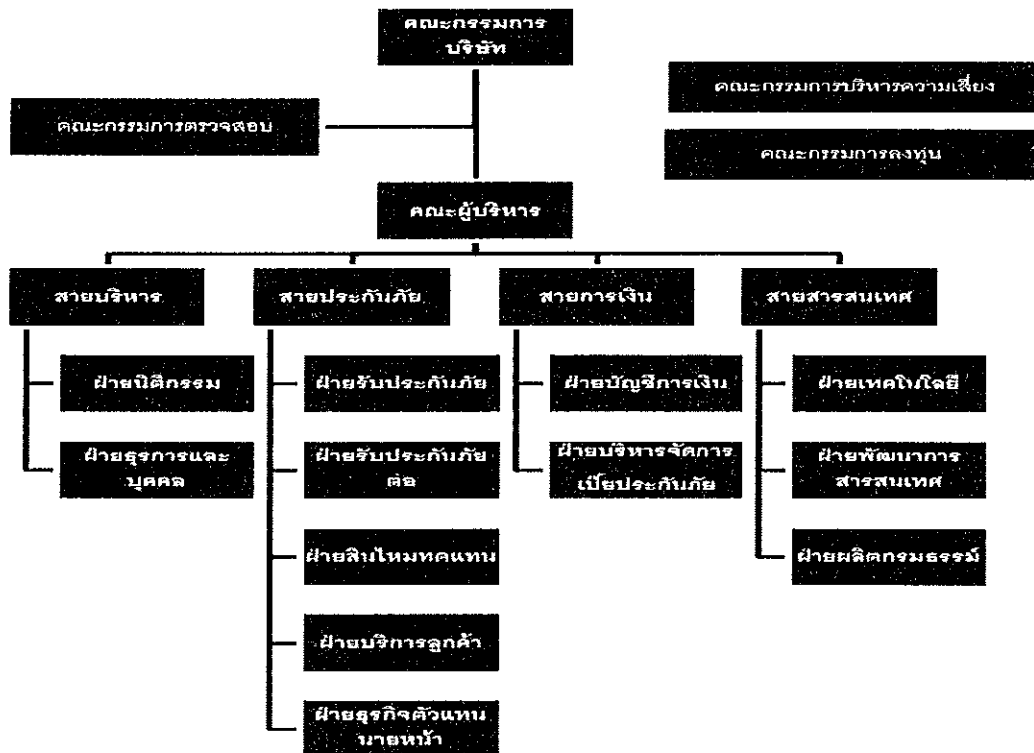 คณะกรรมการ
บริษัท
คณะกรรมการบริหารความเสี่ยง
คณะกรรมการตรวจสอบ
คณะกรรมการลงทุน
คณะผู้บริหาร
สายบริหาร
สายประกันภัย
สายการเงิน
สายสารสนเทศ
ฝ่ายนิติกรรม
ฝ่ายรับประกันภัย
ฝ่ายบัญชีการเงิน
ฝ่ายเทคโนโลยี
ฝ่ายธุรการและ
บุคคล
ฝ่ายรับประกันภัย
ต่อ
ฝ่ายบริหารจัดการ
เบี้ยประกันภัย
ฝ่ายพัฒนาการ
สารสนเทศ
ฝ่ายสินไหมทดแทน
ฝ่ายผลิตกรมธรรม์
ฝ่ายบริการลูกค้า
ฝ่ายธุรกิจตัวแทน
นายหน้า